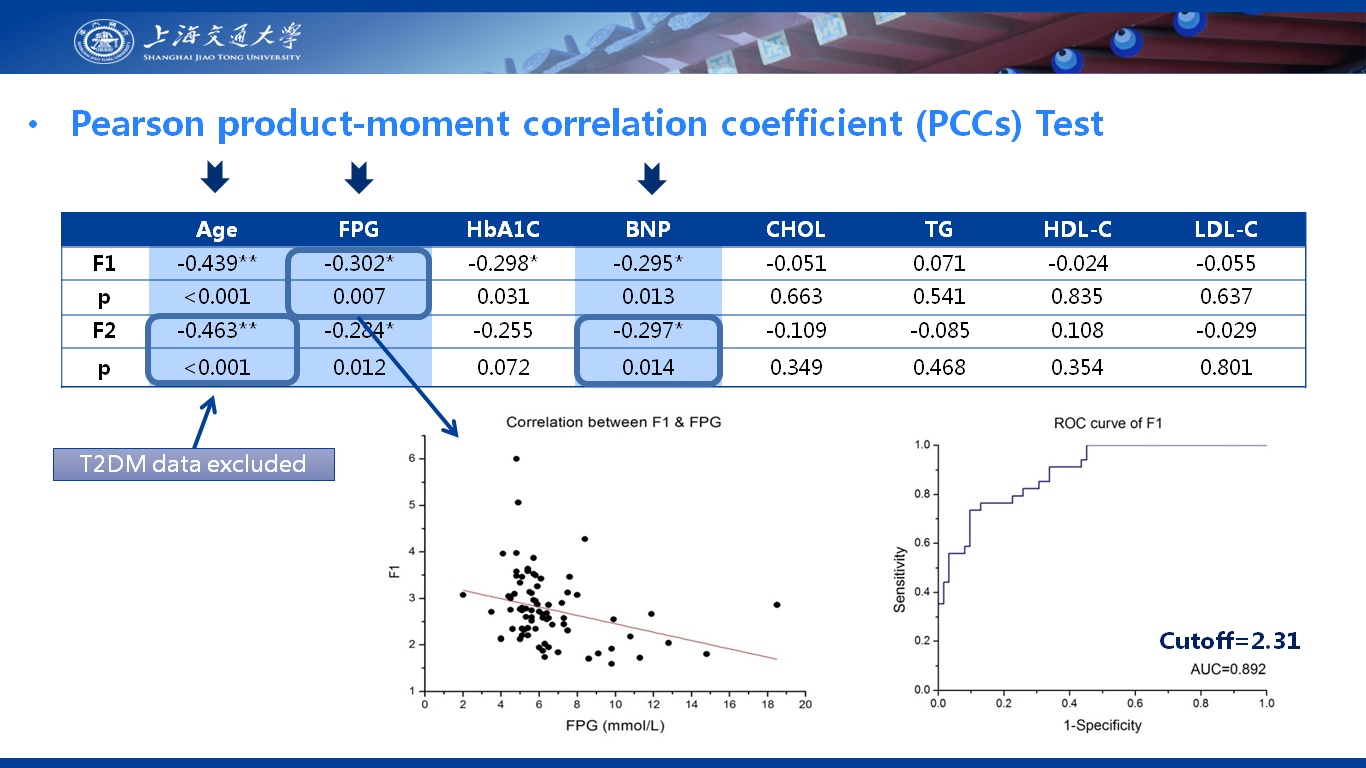 上海交通大学
SHANGHAI JIAO TONG UNIVERSITY
• Pearson product-moment correlation coefficient (PCCs) Test
Age FPG HbA1C BNP CHOL TG HDL-C LDL-C
F1 -0.439** -0.302* -0.298* -0.295* -0.051 0.071 -0.024 -0.055
p <0.001 0.007 0.031 0.013 0.663 0.541 0.835 0.637
F2 -0.463** -0.284* -0.255 -0.297* -0.109 -0.085 0.108 -0.029
p <0.001 0.012 0.072 0.014 0.349 0.468 0.354 0.801
T2DM data excluded
Correlation between F1 & FPG
F1
6
5
4
3
2
1
0 2 4 6 8 10 12 14 16 18 20
FPG (mmol/L)
ROC curve of F1
Sensitivity
1.0
0.8
0.6
0.4
0.2
0.0
Cutoff=2.31
AUC=0.892
0.0 0.2 0.4 0.6 0.8 1.0
1-Specificity